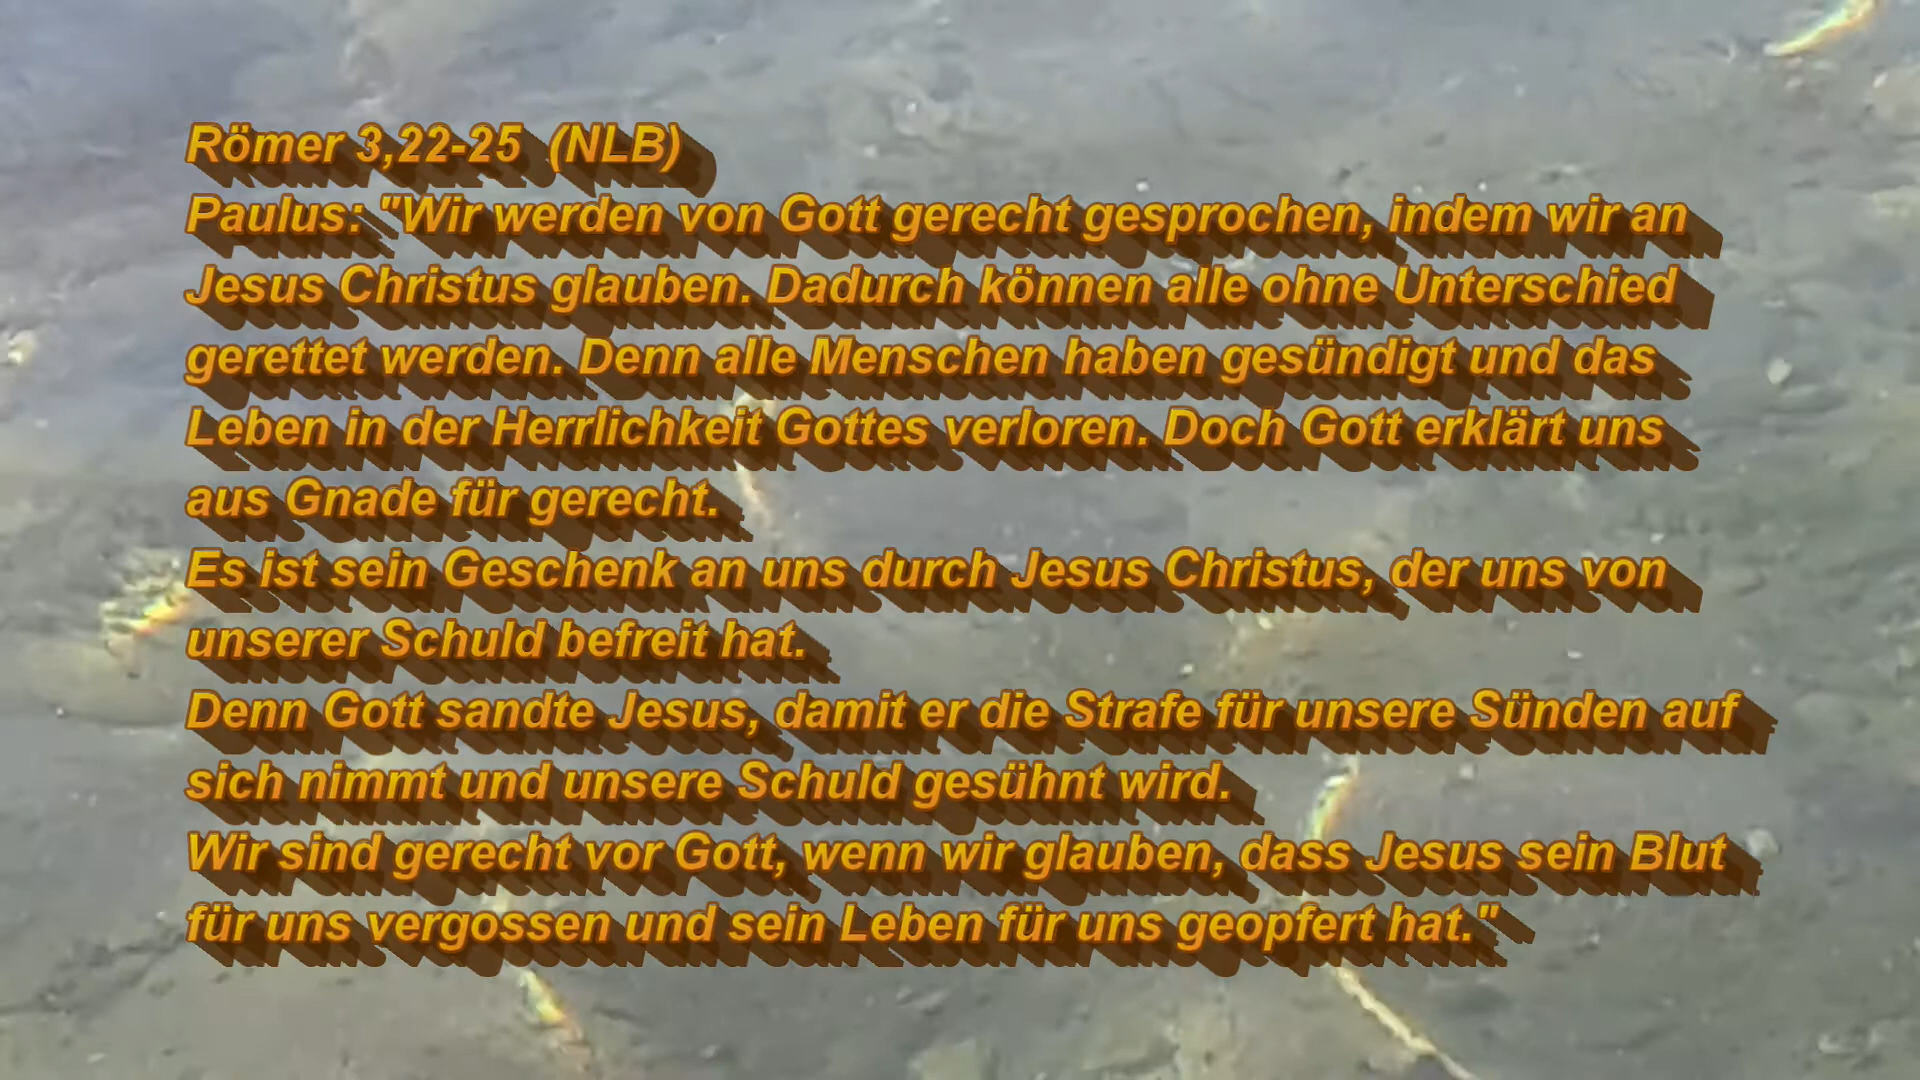 Römer 3,22-25  (NLB)
Paulus: "Wir werden von Gott gerecht gesprochen, indem wir an
Jesus Christus glauben. Dadurch können alle ohne Unterschied
gerettet werden. Denn alle Menschen haben gesündigt und das
Leben in der Herrlichkeit Gottes verloren. Doch Gott erklärt uns
aus Gnade für gerecht.
Es ist sein Geschenk an uns durch Jesus Christus, der uns von
unserer Schuld befreit hat.
Denn Gott sandte Jesus, damit er die Strafe für unsere Sünden auf
sich nimmt und unsere Schuld gesühnt wird.
Wir sind gerecht vor Gott, wenn wir glauben, dass Jesus sein Blut
für uns vergossen und sein Leben für uns geopfert hat."